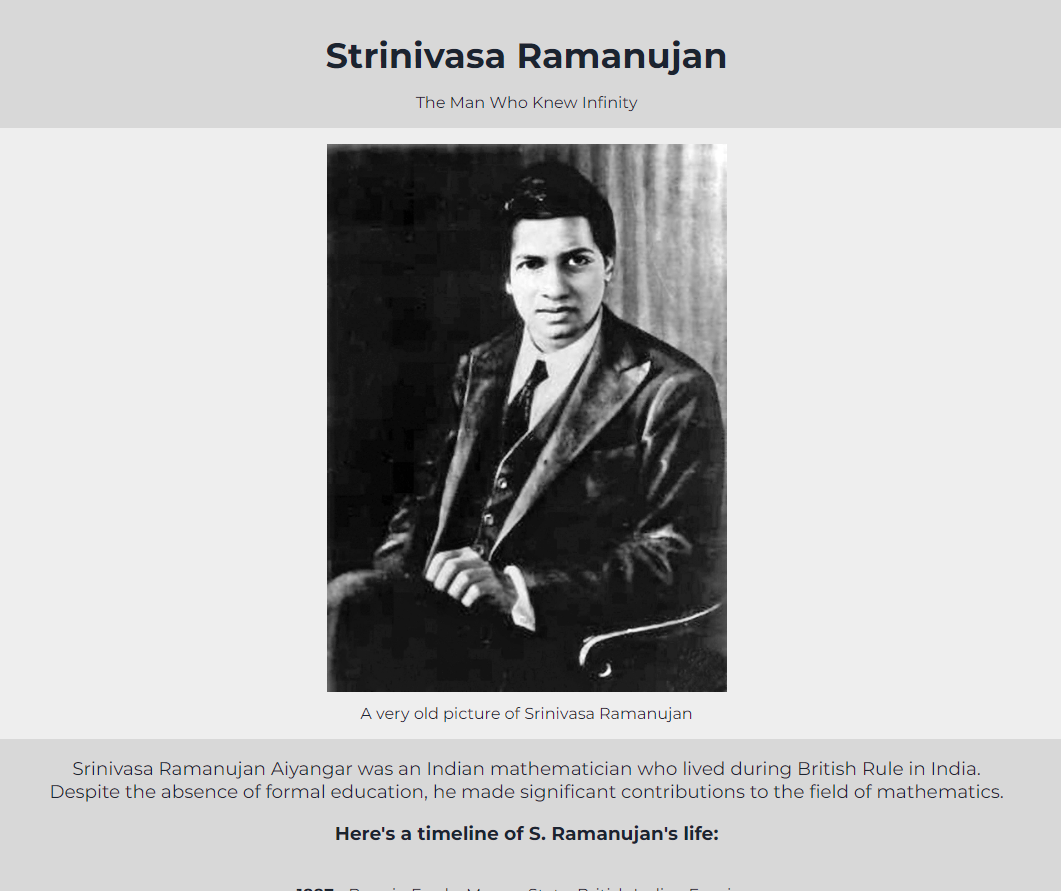 Strinivasa Ramanujan
The Man Who Knew Infinity
A very old picture of Srinivasa Ramanujan
Srinivasa Ramanujan Aiyangar was an Indian mathematician who lived during British Rule in India.
Despite the absence of formal education, he made significant contributions to the field of mathematics.
Here's a timeline of S. Ramanujan's life: